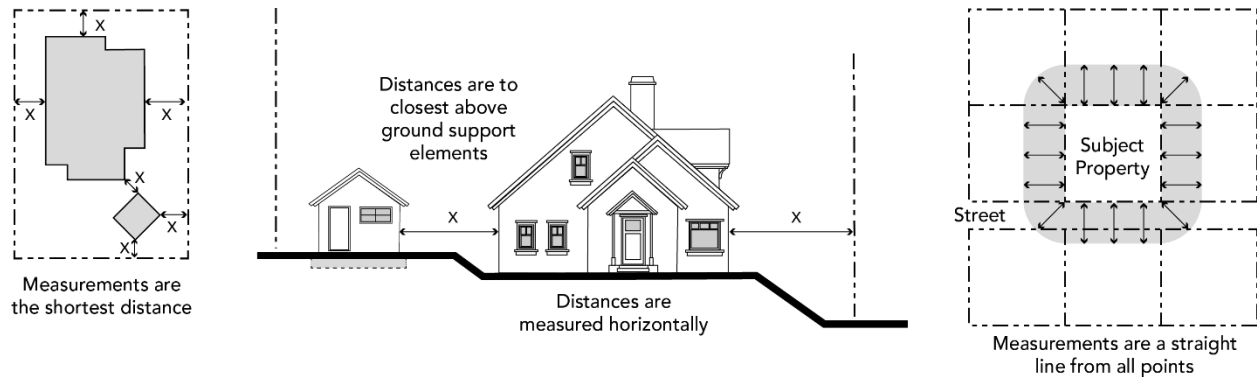 X
X
X
X
X
X
Measurements are
the shortest distance
Distances are to
closest above
ground support
elements
X
X
Distances are
measured horizontally
Subject
Property
Street
Measurements are a straight
line from all points